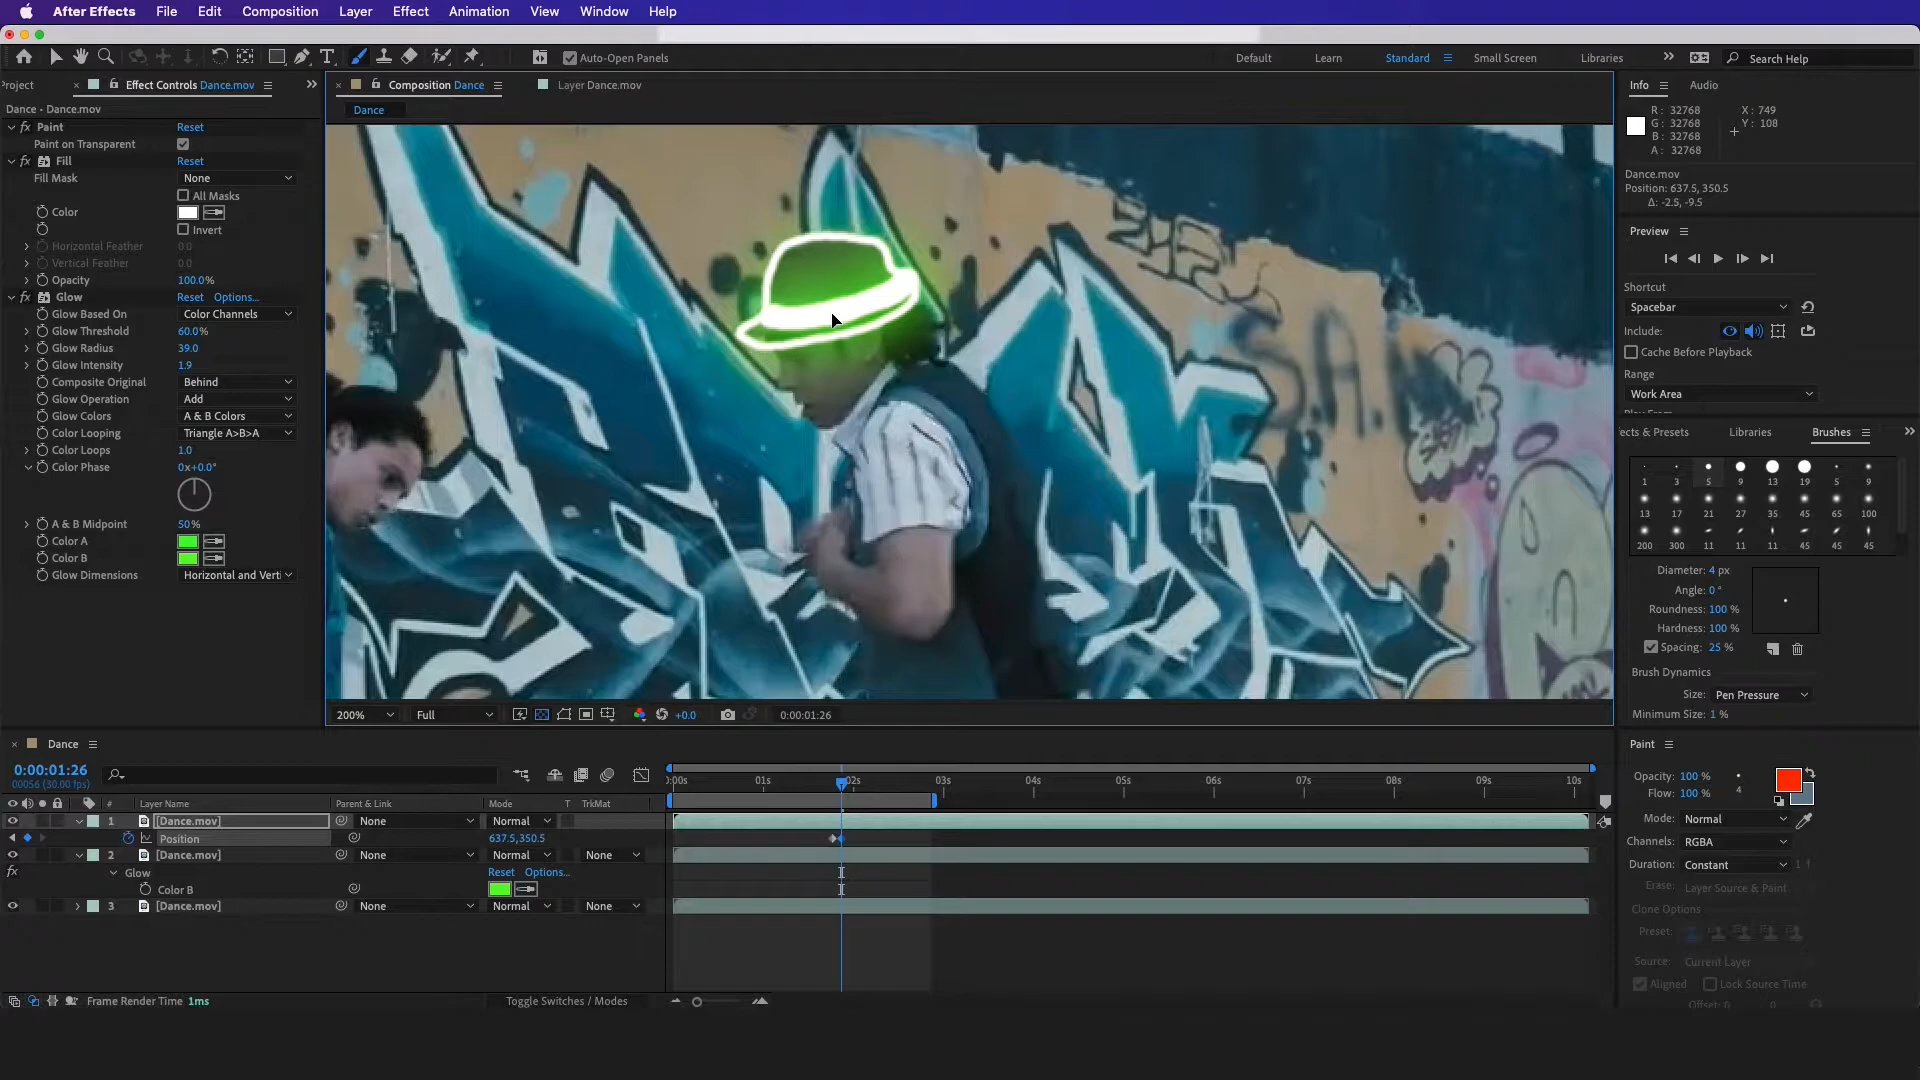 After Effects File Edit Composition Layer Effect Animation View Window Help
Auto-Open Panels Default Learn Standard Small Screen Libraries Search Help
Project Effect Controls Dance.mov
Dance - Dance.mov
Paint Reset
Paint on Transparent
Fill Reset
Fill Mask None
All Masks
Color
Invert
Horizontal Feather 0.0
Vertical Feather 0.0
Opacity 100.0%
Glow Reset Options...
Glow Based On Color Channels
Glow Threshold 60.0%
Glow Radius 39.0
Glow Intensity 1.9
Composite Original Behind
Glow Operation Add
Glow Colors A & B Colors
Color Looping Triangle A>B>A
Color Loops 1.0
Color Phase 0x+0.0°
A & B Midpoint 50%
Color A
Color B
Glow Dimensions Horizontal and Verti
Composition Dance Layer Dance.mov
Dance
200% Full +0.0 0:00:01:26
Info Audio
R: 32768 X: 749
G: 32768 Y: 108
B: 32768
A: 32768
Dance.mov
Position: 637.5, 350.5
Δ: -2.5, -9.5
Preview
Shortcut
Spacebar
Include:
Cache Before Playback
Range
Work Area
Play From
ects & Presets Libraries Brushes
1 3 5 9 13 19 5 9
13 17 21 27 35 45 65 100
200 300 11 11 11 45 45 45
Diameter: 4 px
Angle: 0°
Roundness: 100 %
Hardness: 100 %
Spacing: 25 %
Brush Dynamics
Size: Pen Pressure
Minimum Size: 1 %
Paint
Opacity: 100 %
Flow: 100 % 4
Mode: Normal
Channels: RGBA
Duration: Constant 1 f
Erase: Layer Source & Paint
Clone Options
Preset:
Source: Current Layer
Aligned Lock Source Time
Offset: 0 0
Dance
0:00:01:26
00056 (30.00 fps)
# Layer Name Parent & Link Mode T TrkMat
:00s 01s 02s 03s 04s 05s 06s 07s 08s 09s 10s
1 [Dance.mov] None Normal
Position 637.5,350.5
2 [Dance.mov] None Normal None
fx Glow Reset Options...
Color B
3 [Dance.mov] None Normal None
Frame Render Time 1ms Toggle Switches / Modes